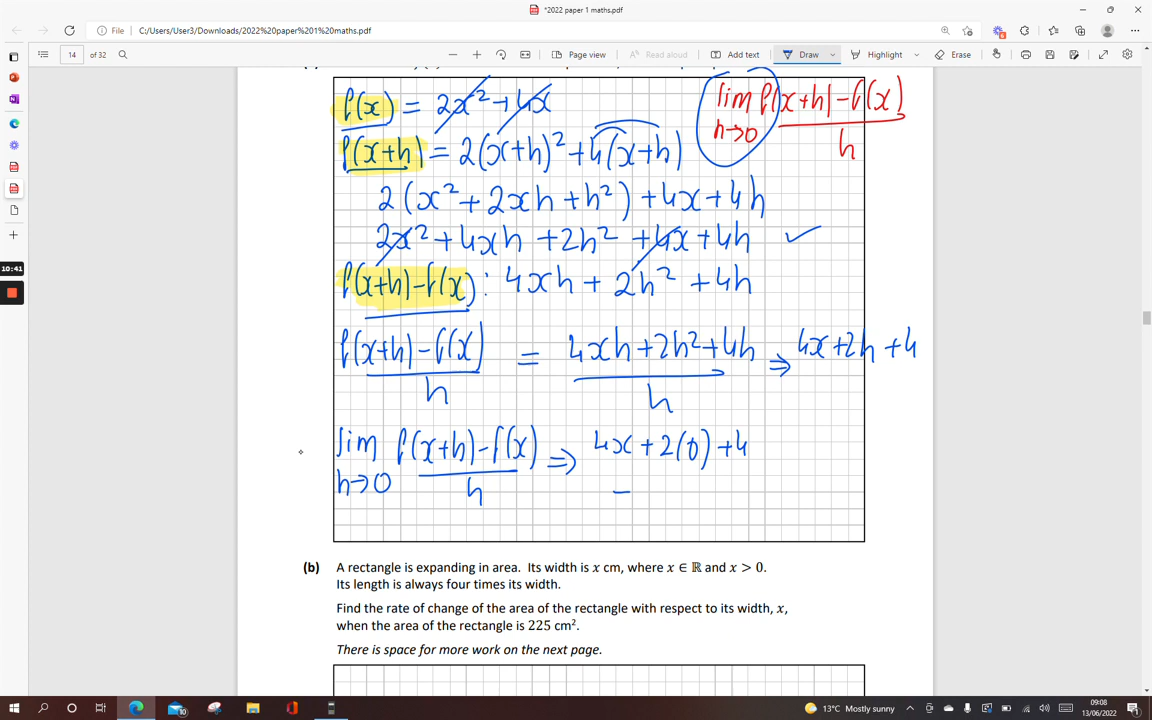 *2022 paper 1 maths.pdf
File C:/Users/User3/Downloads/2022%20paper%201%20maths.pdf
14 of 32 Page view Read aloud Add text Draw Highlight Erase
f(x) = 2x² + 4x
lim f(x+h) - f(x)
h→0 h
f(x+h) = 2(x+h)² + 4(x+h)
2(x² + 2xh + h²) + 4x + 4h
2x² + 4xh + 2h² + 4x + 4h ✓
f(x+h) - f(x) : 4xh + 2h² + 4h
f(x+h) - f(x) = 4xh + 2h² + 4h ⇒ 4x + 2h + 4
h h
lim f(x+h) - f(x) ⇒ 4x + 2(0) + 4
h→0 h
(b) A rectangle is expanding in area. Its width is x cm, where x ∈ ℝ and x > 0.
Its length is always four times its width.
Find the rate of change of the area of the rectangle with respect to its width, x,
when the area of the rectangle is 225 cm².
There is space for more work on the next page.
10:41
13°C Mostly sunny
09:08
13/06/2022